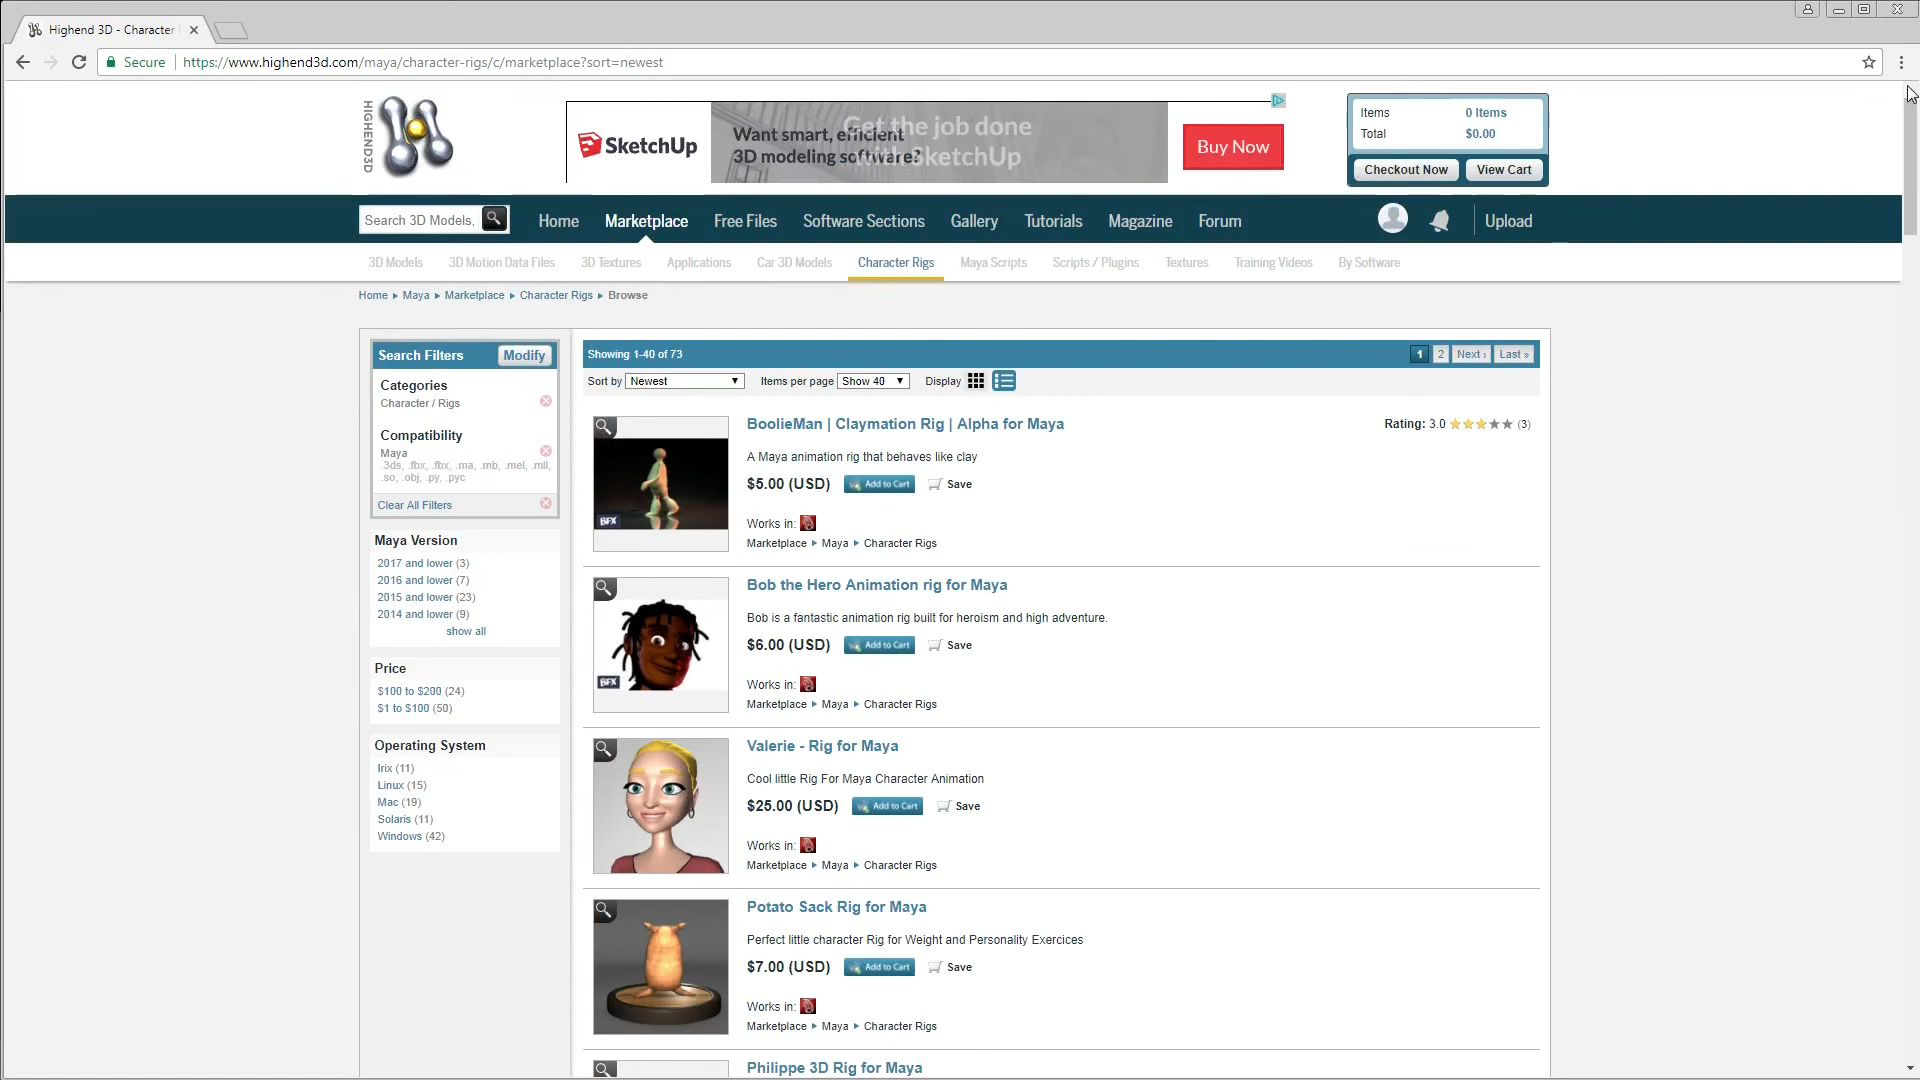 Highend 3D - Character
Secure
https://www.highend3d.com/maya/character-rigs/c/marketplace?sort=newest
HIGHEND3D
SketchUp
Want smart, efficient
3D modeling software?
Get the job done
with SketchUp
Buy Now
Items 0 Items
Total $0.00
Checkout Now View Cart
Search 3D Models,
Home Marketplace Free Files Software Sections Gallery Tutorials Magazine Forum Upload
3D Models 3D Motion Data Files 3D Textures Applications Car 3D Models Character Rigs Maya Scripts Scripts / Plugins Textures Training Videos By Software
Home Maya Marketplace Character Rigs Browse
Search Filters Modify
Categories
Character / Rigs
Compatibility
Maya
.3ds, .fbx, .fbx, .ma, .mb, .mel, .mll,
.so, .obj, .py, .pyc
Clear All Filters
Maya Version
2017 and lower (3)
2016 and lower (7)
2015 and lower (23)
2014 and lower (9)
show all
Price
$100 to $200 (24)
$1 to $100 (50)
Operating System
Irix (11)
Linux (15)
Mac (19)
Solaris (11)
Windows (42)
Showing 1-40 of 73 1 2 Next › Last »
Sort by Newest Items per page Show 40 Display
BoolieMan | Claymation Rig | Alpha for Maya
Rating: 3.0 (3)
A Maya animation rig that behaves like clay
$5.00 (USD) Add to Cart Save
BFX
Works in:
Marketplace Maya Character Rigs
Bob the Hero Animation rig for Maya
Bob is a fantastic animation rig built for heroism and high adventure.
$6.00 (USD) Add to Cart Save
BFX
Works in:
Marketplace Maya Character Rigs
Valerie - Rig for Maya
Cool little Rig For Maya Character Animation
$25.00 (USD) Add to Cart Save
Works in:
Marketplace Maya Character Rigs
Potato Sack Rig for Maya
Perfect little character Rig for Weight and Personality Exercices
$7.00 (USD) Add to Cart Save
Works in:
Marketplace Maya Character Rigs
Philippe 3D Rig for Maya